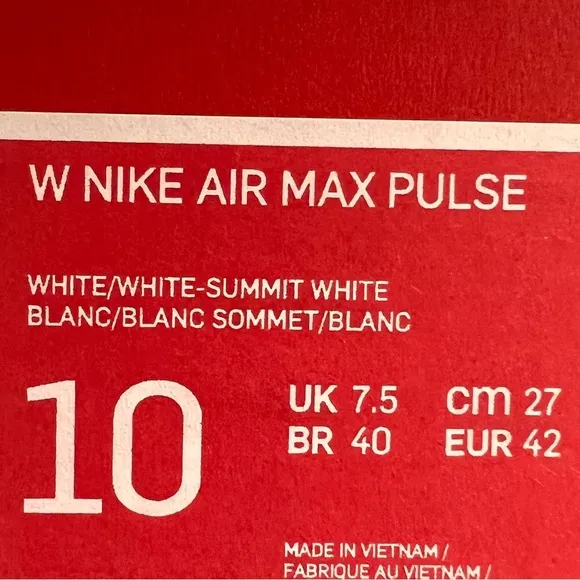 W NIKE AIR MAX PULSE
WHITE/WHITE-SUMMIT WHITE
BLANC/BLANC SOMMET/BLANC
10
UK 7.5 cm 27
BR 40 EUR 42
MADE IN VIETNAM /
FABRIQUE AU VIETNAM /